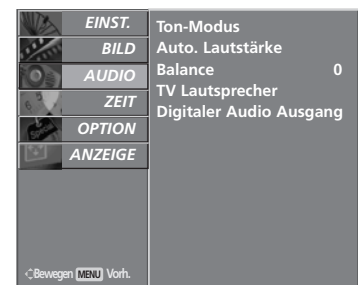 EINST.
BILD
AUDIO
ZEIT
OPTION
ANZEIGE
Ton-Modus
Auto. Lautstärke
Balance 0
TV Lautsprecher
Digitaler Audio Ausgang
Bewegen MENU Vorh.